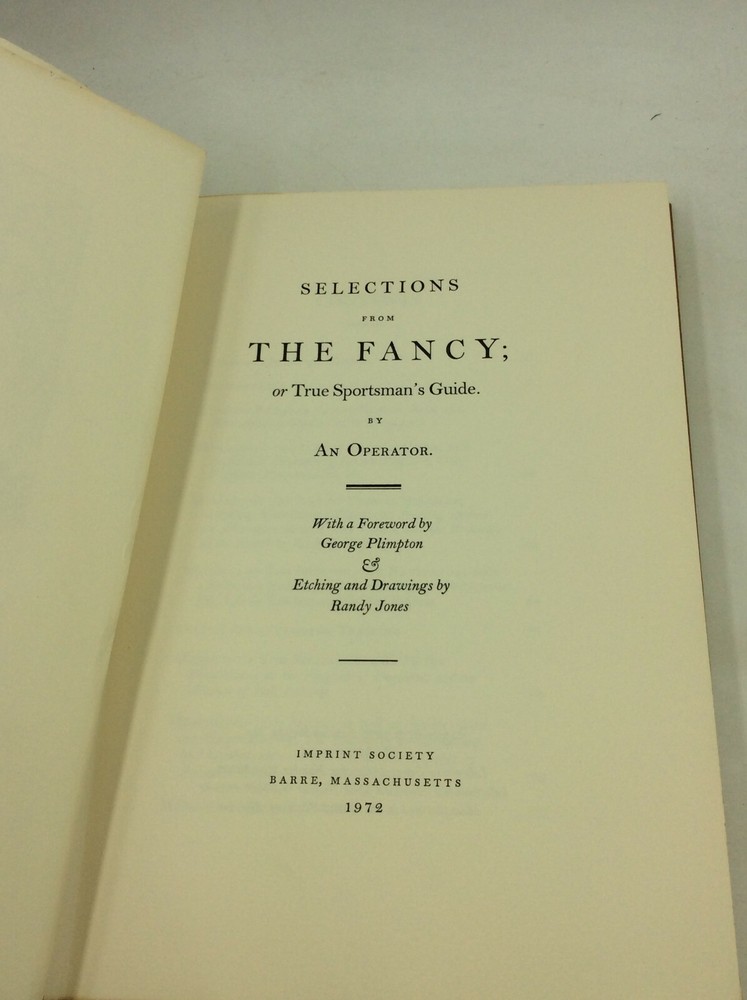 SELECTIONS
FROM
THE FANCY;
or True Sportsman's Guide.
BY
AN OPERATOR.
With a Foreword by
George Plimpton
&
Etching and Drawings by
Randy Jones
IMPRINT SOCIETY
BARRE, MASSACHUSETTS
1972